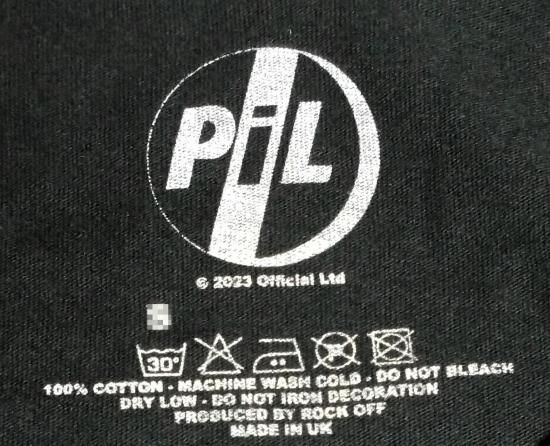 PiL
© 2023 Official Ltd
30°
P
100% COTTON - MACHINE WASH COLD - DO NOT BLEACH
DRY LOW - DO NOT IRON DECORATION
PRODUCED BY ROCK OFF
MADE IN UK